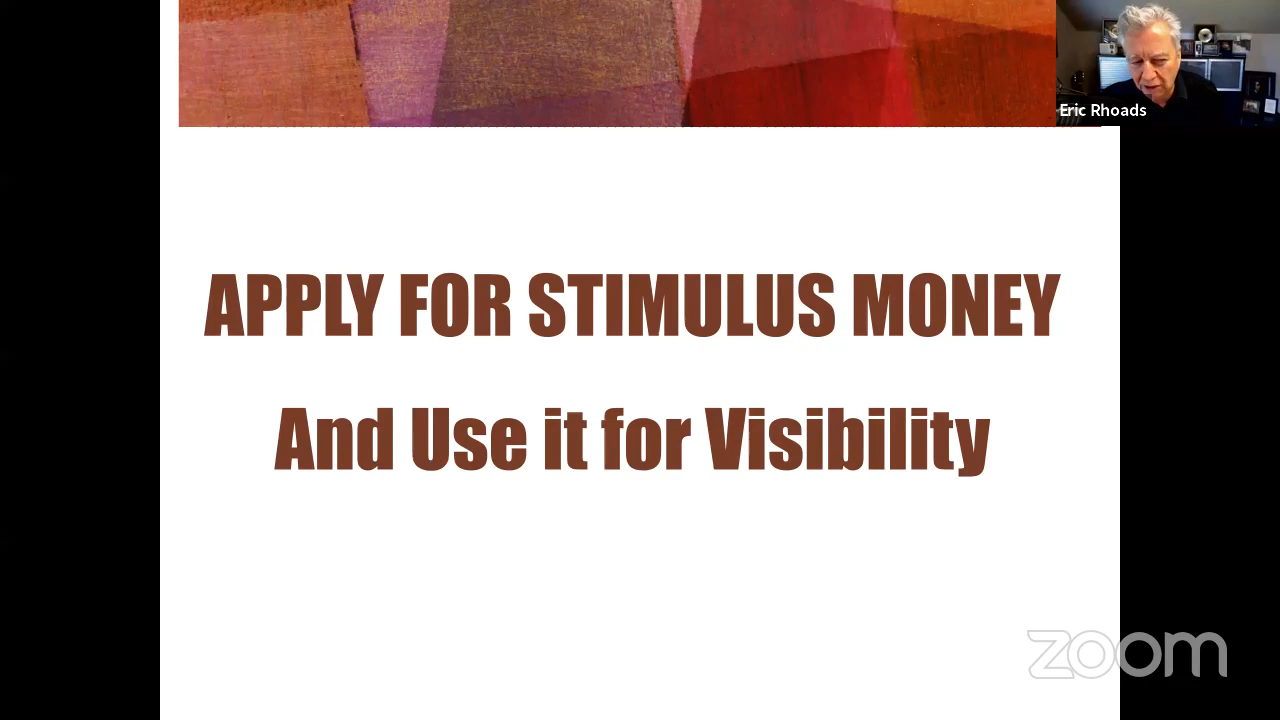 Eric Rhoads
APPLY FOR STIMULUS MONEY
And Use it for Visibility
zoom